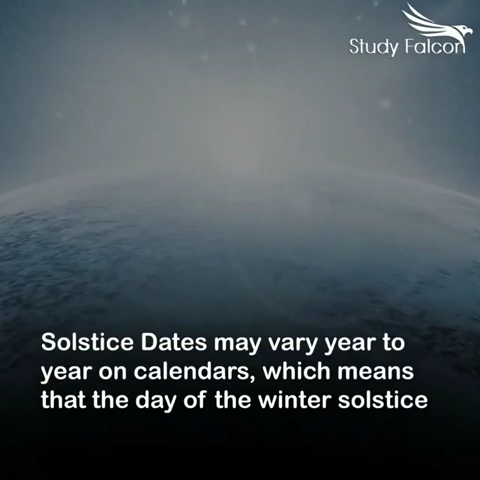 Study Falcon
Solstice Dates may vary year to
year on calendars, which means
that the day of the winter solstice